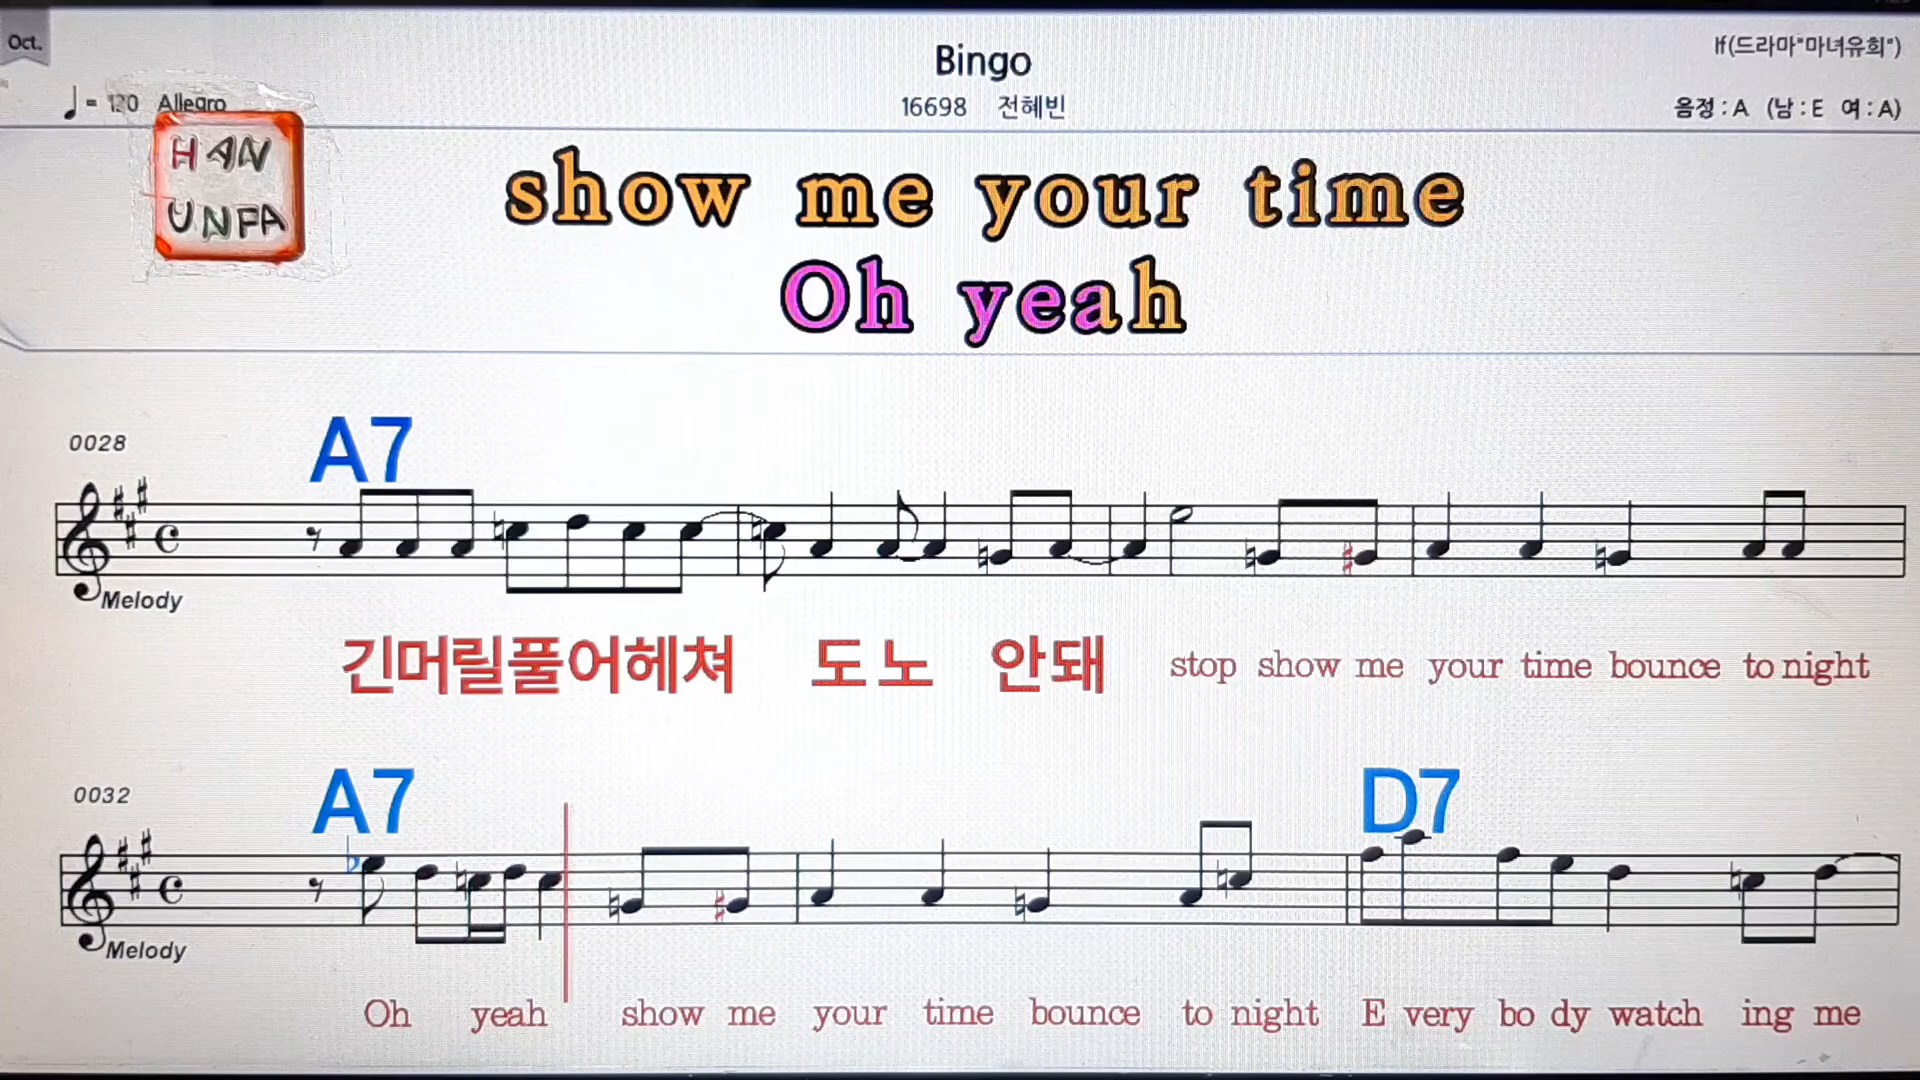 Oct.
Bingo
If(드라마"마녀유희")
♩ = 120 Allegro
16698 전혜빈
음정 : A (남 : E 여 : A)
HAN
UNFA
show me your time
Oh yeah
0028
A7
Melody
긴머릴풀어헤쳐 도노 안돼 stop show me your time bounce to night
0032
A7 D7
Melody
Oh yeah show me your time bounce to night E very bo dy watch ing me